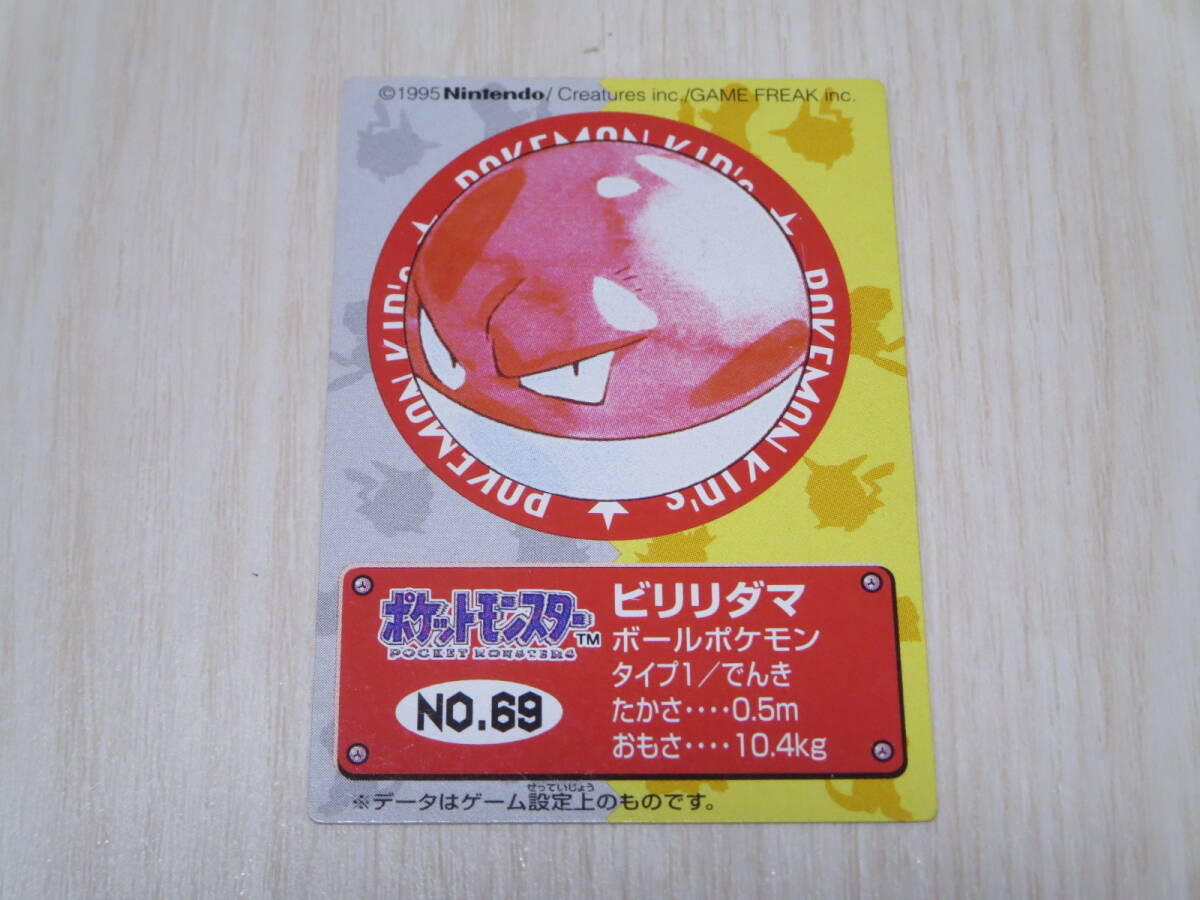 ©1995 Nintendo/ Creatures inc./GAME FREAK inc.
POKEMON KID's ★ POKEMON KID's ★ POKEMON KID's ★
ポケットモンスター™
POCKET MONSTERS
NO.69
ビリリダマ
ボールポケモン
タイプ1/でんき
たかさ‥‥0.5m
おもさ‥‥10.4kg
せっていじょう
※データはゲーム設定上のものです。